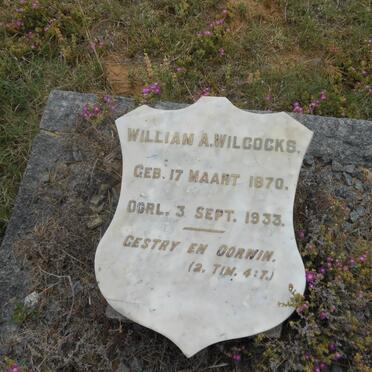 WILLIAM A. WILCOCKS.
GEB. 17 MAART 1870.
OORL. 3 SEPT. 1933.
GESTRY EN OORWIN.
(2. TIM. 4:7.)